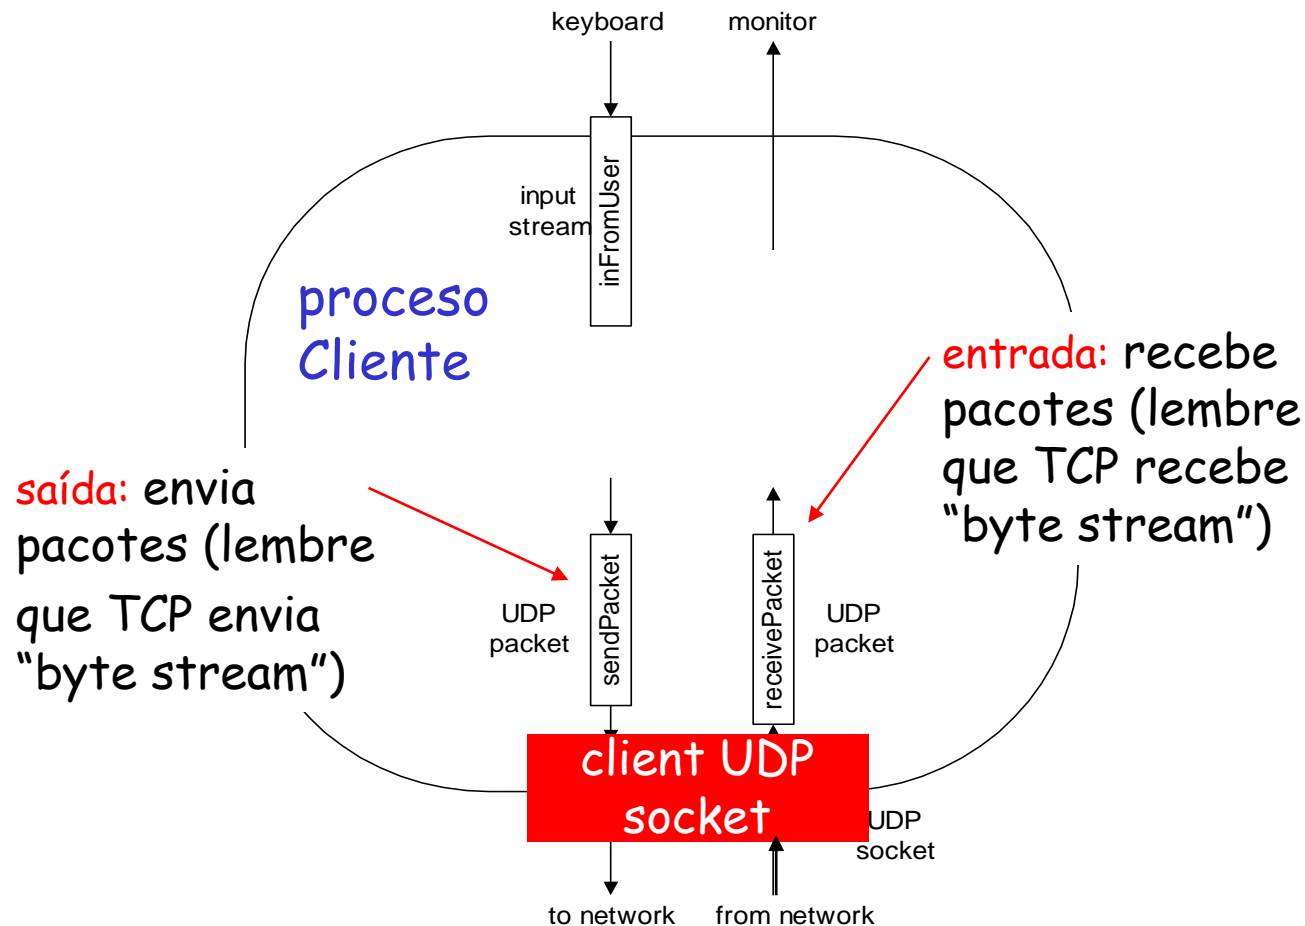 keyboard
monitor
input
stream
inFromUser
proceso
Cliente
entrada: recebe
pacotes (lembre
que TCP recebe
“byte stream”)
saída: envia
pacotes (lembre
que TCP envia
“byte stream”)
UDP
packet
sendPacket
receivePacket
UDP
packet
client UDP
socket
UDP
socket
to network
from network